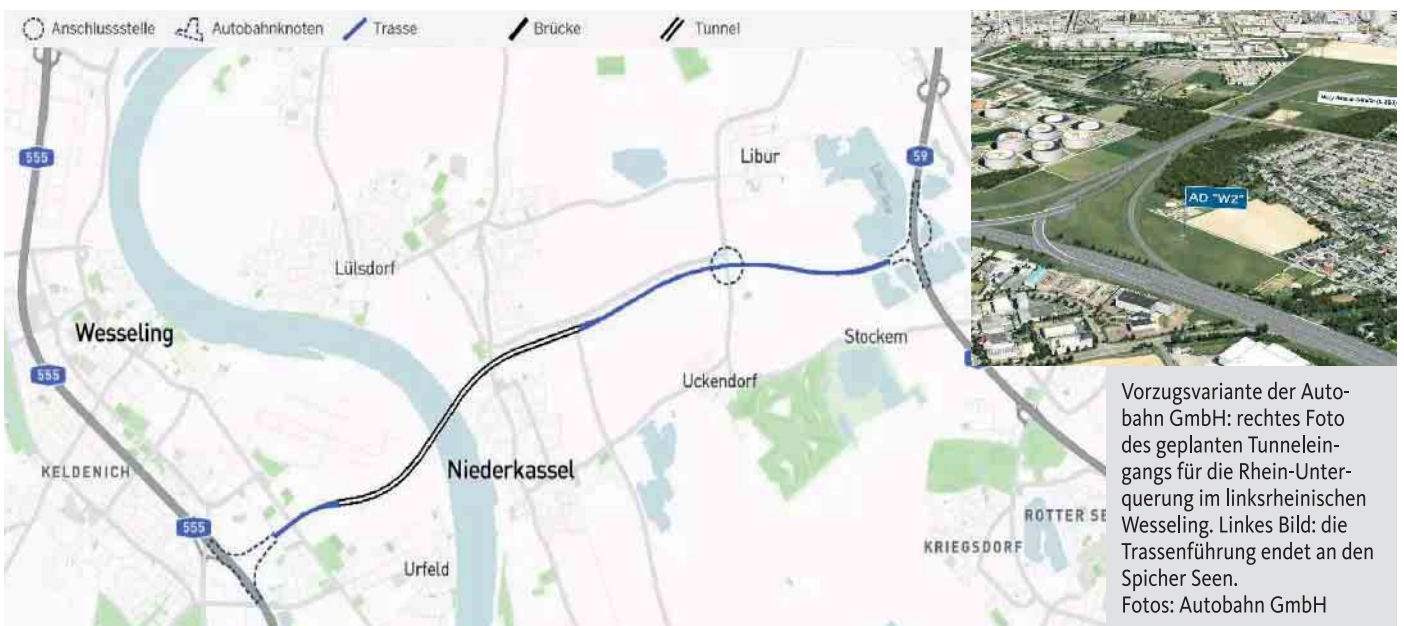 Anschlussstelle
Autobahnknoten
Trasse
Brücke
Tunnel
555
59
Libur
Lülsdorf
Wesseling
Stockem
555
Uckendorf
KELDENICH
Niederkassel
555
ROTTER SE
KRIEGSDORF
Urfeld
AD "W2"
Vorzugsvariante der Auto-
bahn GmbH: rechtes Foto
des geplanten Tunnelein-
gangs für die Rhein-Unter-
querung im linksrheinischen
Wesseling. Linkes Bild: die
Trassenführung endet an den
Spicher Seen.
Fotos: Autobahn GmbH